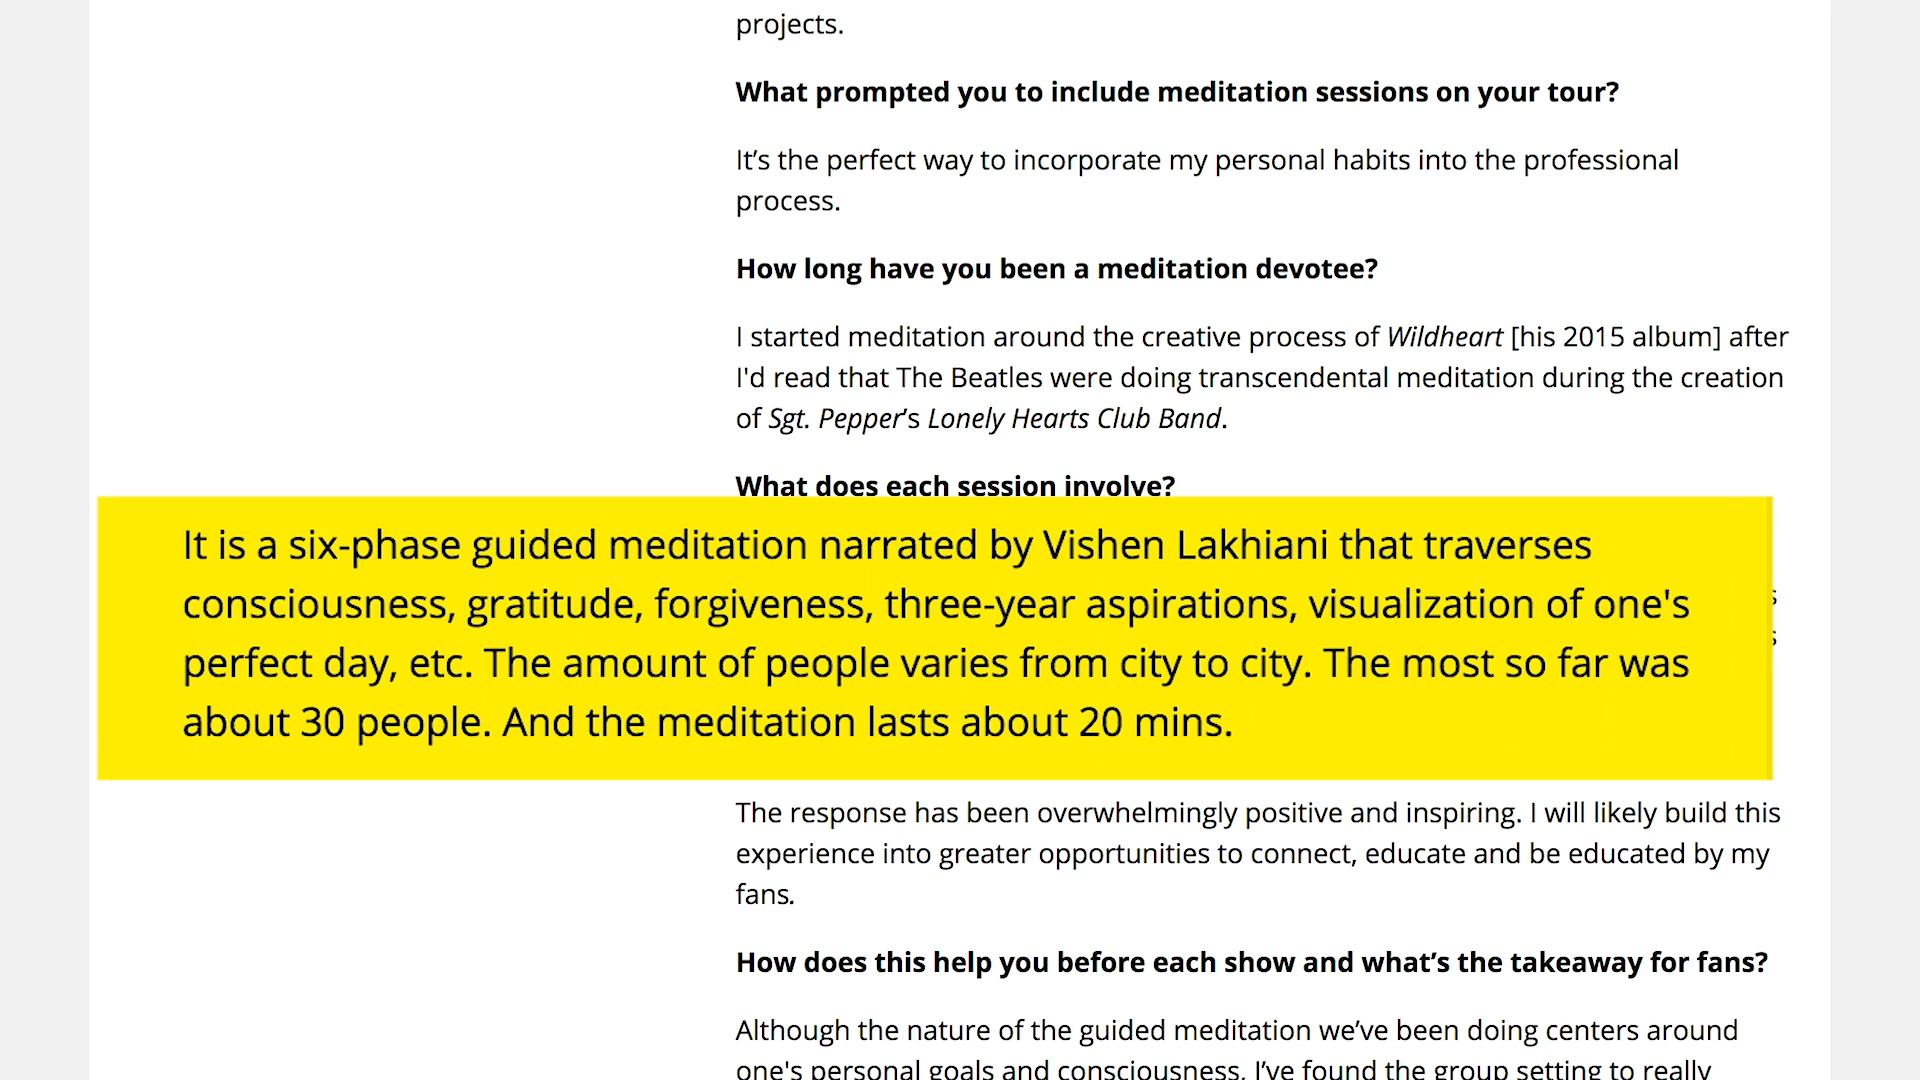 projects.
What prompted you to include meditation sessions on your tour?
It’s the perfect way to incorporate my personal habits into the professional
process.
How long have you been a meditation devotee?
I started meditation around the creative process of Wildheart [his 2015 album] after
I'd read that The Beatles were doing transcendental meditation during the creation
of Sgt. Pepper's Lonely Hearts Club Band.
What does each session involve?
It is a six-phase guided meditation narrated by Vishen Lakhiani that traverses
consciousness, gratitude, forgiveness, three-year aspirations, visualization of one's
perfect day, etc. The amount of people varies from city to city. The most so far was
about 30 people. And the meditation lasts about 20 mins.
The response has been overwhelmingly positive and inspiring. I will likely build this
experience into greater opportunities to connect, educate and be educated by my
fans.
How does this help you before each show and what’s the takeaway for fans?
Although the nature of the guided meditation we’ve been doing centers around
one's personal goals and consciousness, I’ve found the group setting to really